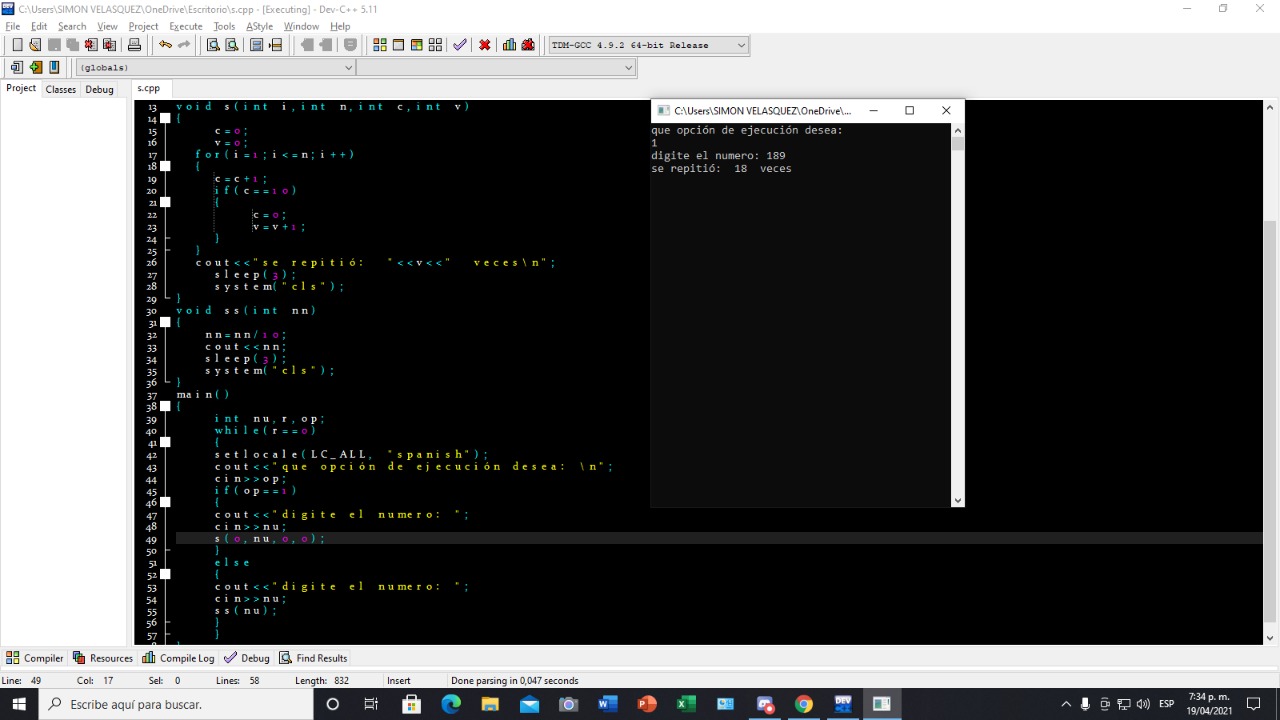 C:\Users\SIMON VELASQUEZ\OneDrive\Escritorio\s.cpp - [Executing] - Dev-C++ 5.11
File Edit Search View Project Execute Tools AStyle Window Help
TDM-GCC 4.9.2 64-bit Release
(globals)
Project Classes Debug
s.cpp
13 void s(int i,int n,int c,int v)
14 {
15 c=0;
16 v=0;
17 for(i=1;i<=n;i++)
18 {
19 c=c+1;
20 if(c==10)
21 {
22 c=0;
23 v=v+1;
24 }
25 }
26 cout<<"se repitió:  "<<v<<"  veces\n";
27 sleep(3);
28 system("cls");
29 }
30 void ss(int nn)
31 {
32 nn=nn/10;
33 cout<<nn;
34 sleep(3);
35 system("cls");
36 }
37 main()
38 {
39 int nu,r,op;
40 while(r==0)
41 {
42 setlocale(LC_ALL, "spanish");
43 cout<<"que opción de ejecución desea: \n";
44 cin>>op;
45 if(op==1)
46 {
47 cout<<"digite el numero: ";
48 cin>>nu;
49 s(0,nu,0,0);
50 }
51 else
52 {
53 cout<<"digite el numero: ";
54 cin>>nu;
55 ss(nu);
56 }
57 }
C:\Users\SIMON VELASQUEZ\OneDrive\...
que opción de ejecución desea:
1
digite el numero: 189
se repitió:  18  veces
Compiler Resources Compile Log Debug Find Results
Line: 49 Col: 17 Sel: 0 Lines: 58 Length: 832 Insert Done parsing in 0,047 seconds
Escribe aquí para buscar.
ESP
7:34 p. m.
19/04/2021